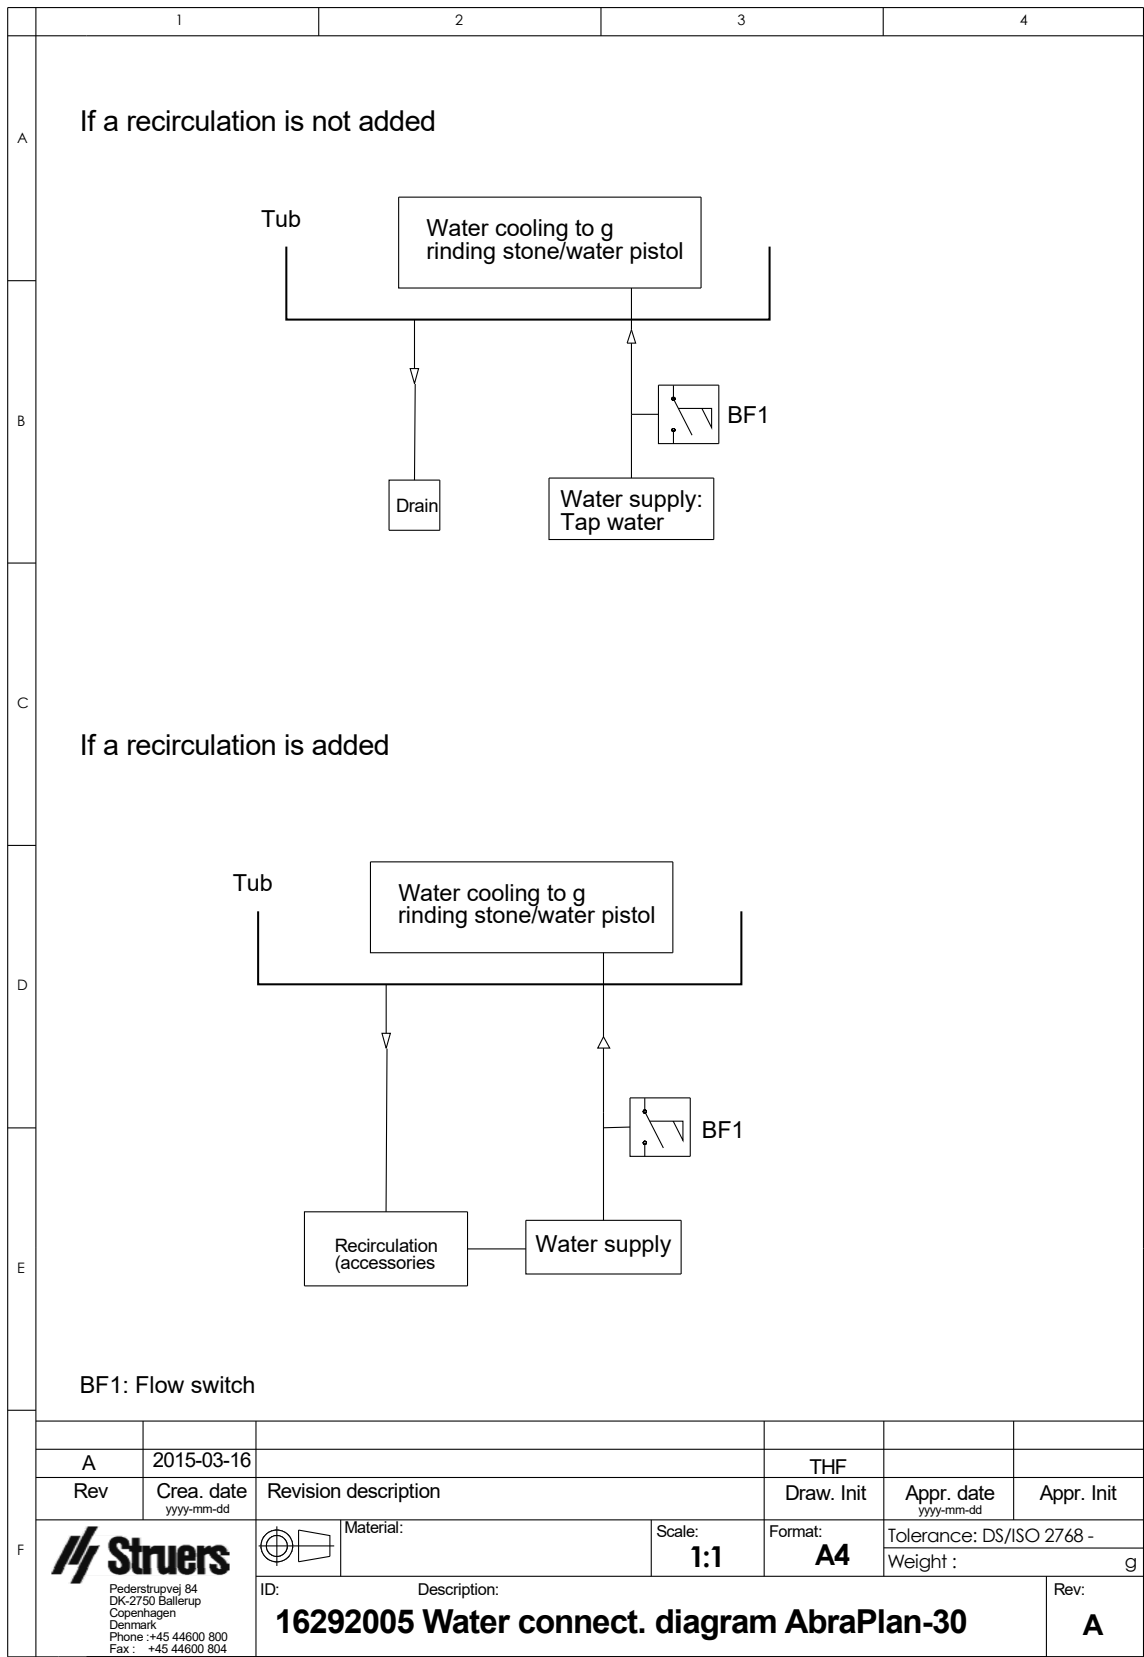 1 2 3 4
A
If a recirculation is not added
Tub
Water cooling to g
rinding stone/water pistol
B
BF1
Drain
Water supply:
Tap water
C
If a recirculation is added
Tub
Water cooling to g
rinding stone/water pistol
D
BF1
Recirculation
(accessories
Water supply
E
BF1: Flow switch
A 2015-03-16 THF
Rev Crea. date Revision description Draw. Init Appr. date Appr. Init
yyyy-mm-dd yyyy-mm-dd
F
Struers
Pederstrupvej 84
DK-2750 Ballerup
Copenhagen
Denmark
Phone :+45 44600 800
Fax : +45 44600 804
Material:
Scale:
1:1
Format:
A4
Tolerance: DS/ISO 2768 -
Weight : g
ID: Description:
16292005 Water connect. diagram AbraPlan-30
Rev:
A